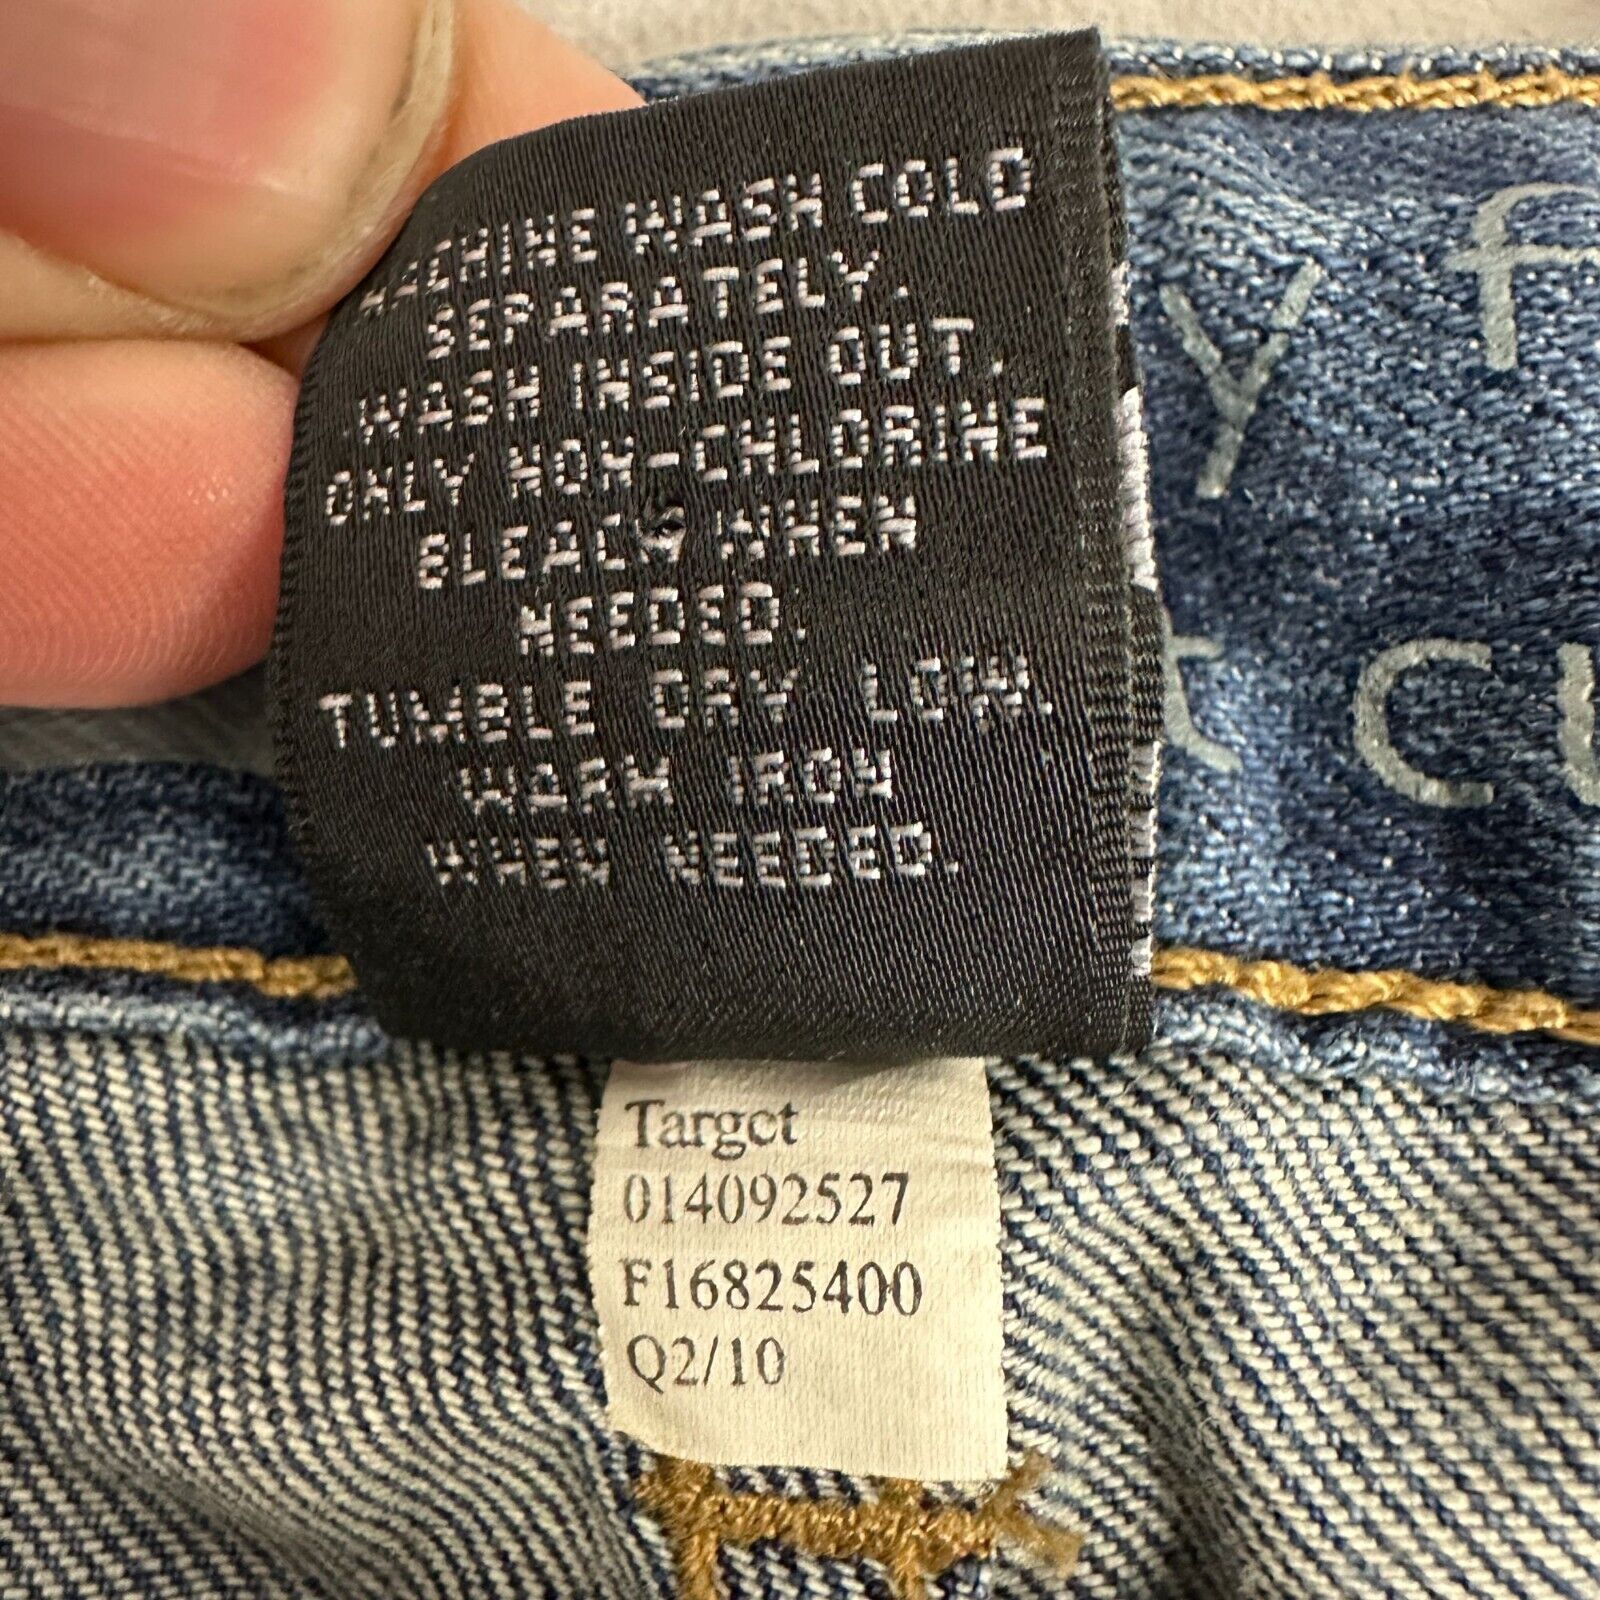 MACHINE WASH COLD
SEPARATELY.
WASH INSIDE OUT.
ONLY NON-CHLORINE
BLEACH WHEN
NEEDED.
TUMBLE DRY LOW.
WARM IRON
WHEN NEEDED.
Target
014092527
F16825400
Q2/10